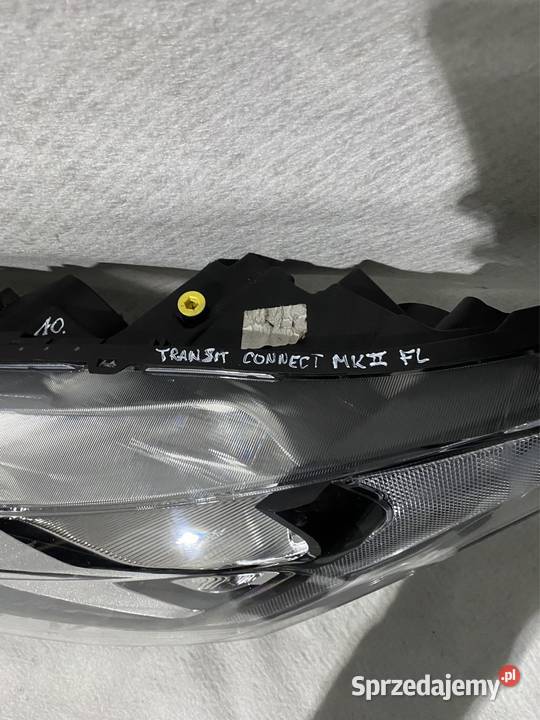 10.
TRANSIT CONNECT MKII FL
Sprzedajemy.pl